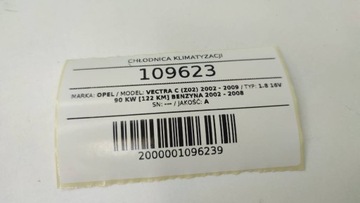 CHŁODNICA KLIMATYZACJI
109623
MARKA: OPEL / MODEL: VECTRA C (Z02) 2002 - 2009 / TYP: 1.8 16V
90 KW [122 KM] BENZYNA 2002 - 2008
SN: --- / JAKOŚĆ: A
2000001096239